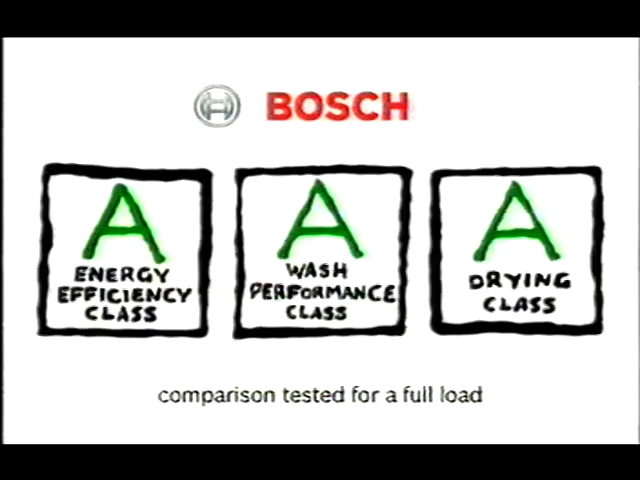 BOSCH
A
ENERGY
EFFICIENCY
CLASS
A
WASH
PERFORMANCE
CLASS
A
DRYING
CLASS
comparison tested for a full load